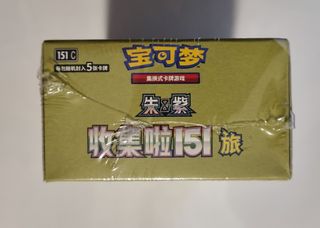 151 C
每包随机封入5张卡牌
宝可梦
集换式卡牌游戏
朱&紫
收集啦151 旅